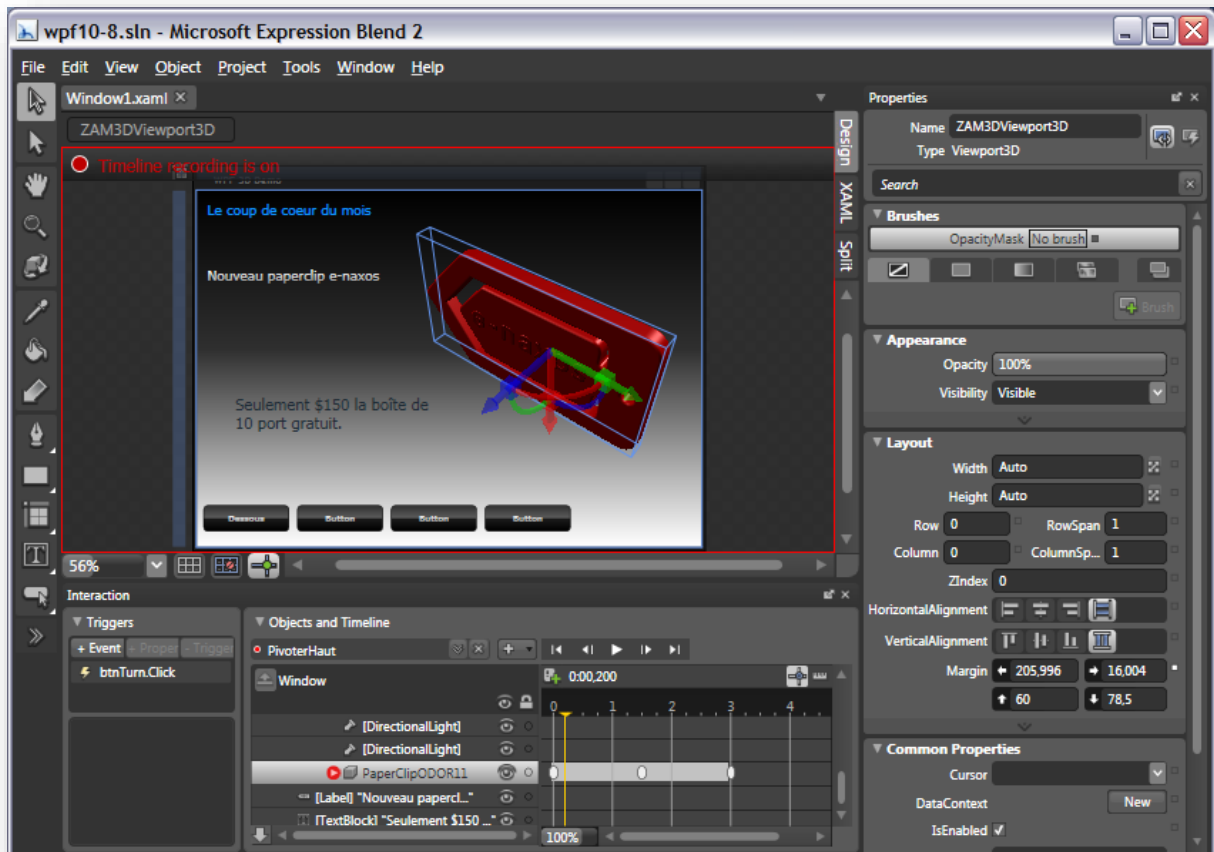 wpf10-8.sln - Microsoft Expression Blend 2
File Edit View Object Project Tools Window Help
Window1.xaml
ZAM3DViewport3D
Timeline recording is on
WPF 3D Demo
Le coup de coeur du mois
Nouveau paperclip e-naxos
Seulement $150 la boîte de
10 port gratuit.
Dessous Button Button Button
Design
XAML
Split
56%
Interaction
Triggers
+ Event + Proper - Trigger
btnTurn.Click
Objects and Timeline
PivoterHaut
Window
0:00,200
0 1 2 3 4
[DirectionalLight]
[DirectionalLight]
PaperClipODOR11
[Label] "Nouveau papercl..."
[TextBlock] "Seulement $150 ..."
100%
Properties
Name ZAM3DViewport3D
Type Viewport3D
Search
Brushes
OpacityMask No brush
Brush
Appearance
Opacity 100%
Visibility Visible
Layout
Width Auto
Height Auto
Row 0 RowSpan 1
Column 0 ColumnSp... 1
ZIndex 0
HorizontalAlignment
VerticalAlignment
Margin 205,996 16,004
60 78,5
Common Properties
Cursor
DataContext New
IsEnabled